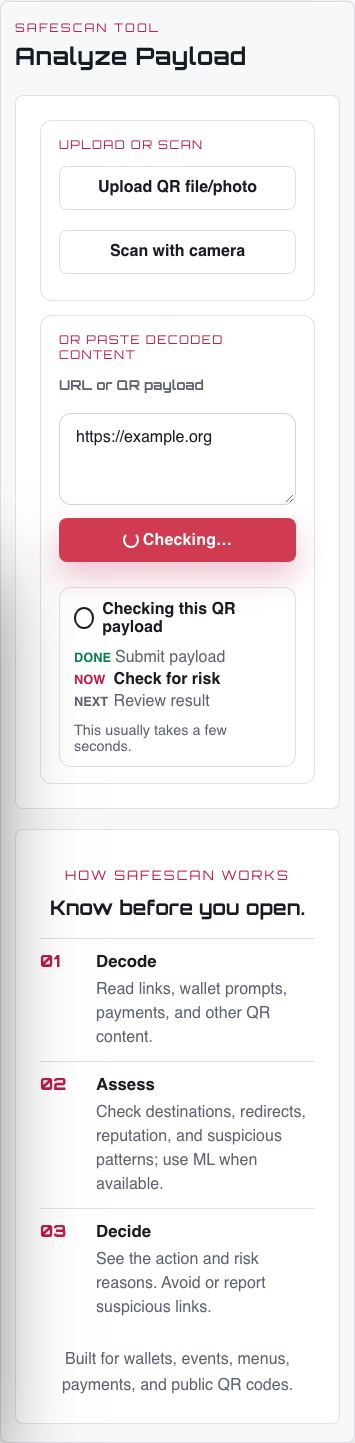 SAFESCAN TOOL
Analyze Payload
UPLOAD OR SCAN
Upload QR file/photo
Scan with camera
OR PASTE DECODED
CONTENT
URL or QR payload
https://example.org
Checking...
Checking this QR
payload
DONE Submit payload
NOW Check for risk
NEXT Review result
This usually takes a few
seconds.
HOW SAFESCAN WORKS
Know before you open.
01 Decode
Read links, wallet prompts,
payments, and other QR
content.
02 Assess
Check destinations, redirects,
reputation, and suspicious
patterns; use ML when
available.
03 Decide
See the action and risk
reasons. Avoid or report
suspicious links.
Built for wallets, events, menus,
payments, and public QR codes.